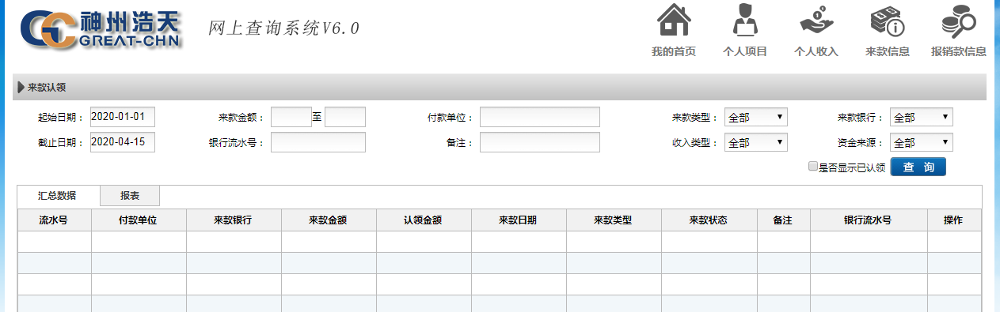 神州浩天
GREAT-CHN
网上查询系统V6.0
我的首页 个人项目 个人收入 来款信息 报销款信息
来款认领
起始日期： 2020-01-01 来款金额： 至 付款单位： 来款类型： 全部 来款银行： 全部
截止日期： 2020-04-15 银行流水号： 备注： 收入类型： 全部 资金来源： 全部
是否显示已认领 查 询
汇总数据 报表
流水号 付款单位 来款银行 来款金额 认领金额 来款日期 来款类型 来款状态 备注 银行流水号 操作